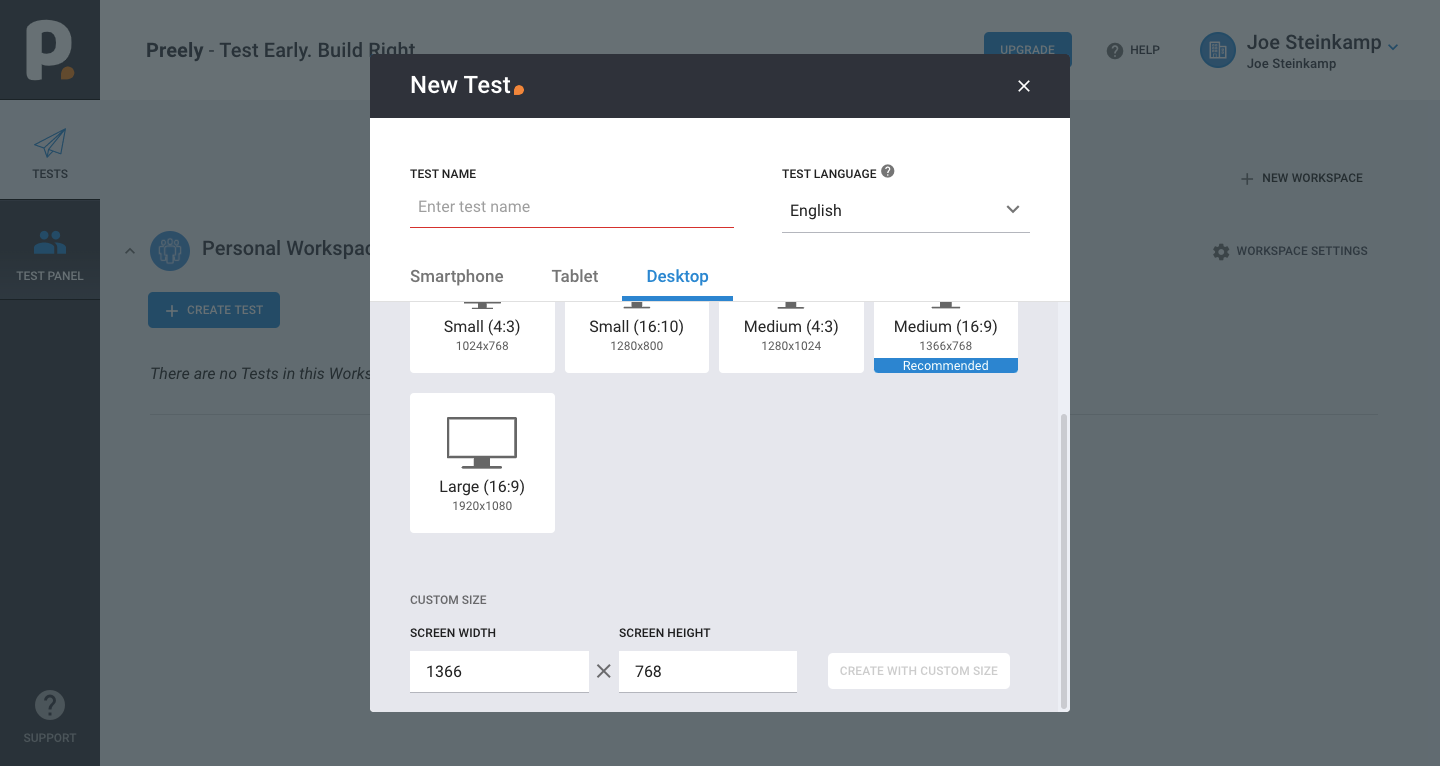 Preely - Test Early. Build Right
UPGRADE
HELP
Joe Steinkamp
Joe Steinkamp
TESTS
TEST PANEL
SUPPORT
NEW WORKSPACE
Personal Workspac
WORKSPACE SETTINGS
CREATE TEST
There are no Tests in this Works
New Test
TEST NAME
Enter test name
TEST LANGUAGE
English
Smartphone
Tablet
Desktop
Small (4:3)
1024x768
Small (16:10)
1280x800
Medium (4:3)
1280x1024
Medium (16:9)
1366x768
Recommended
Large (16:9)
1920x1080
CUSTOM SIZE
SCREEN WIDTH
SCREEN HEIGHT
1366
768
CREATE WITH CUSTOM SIZE